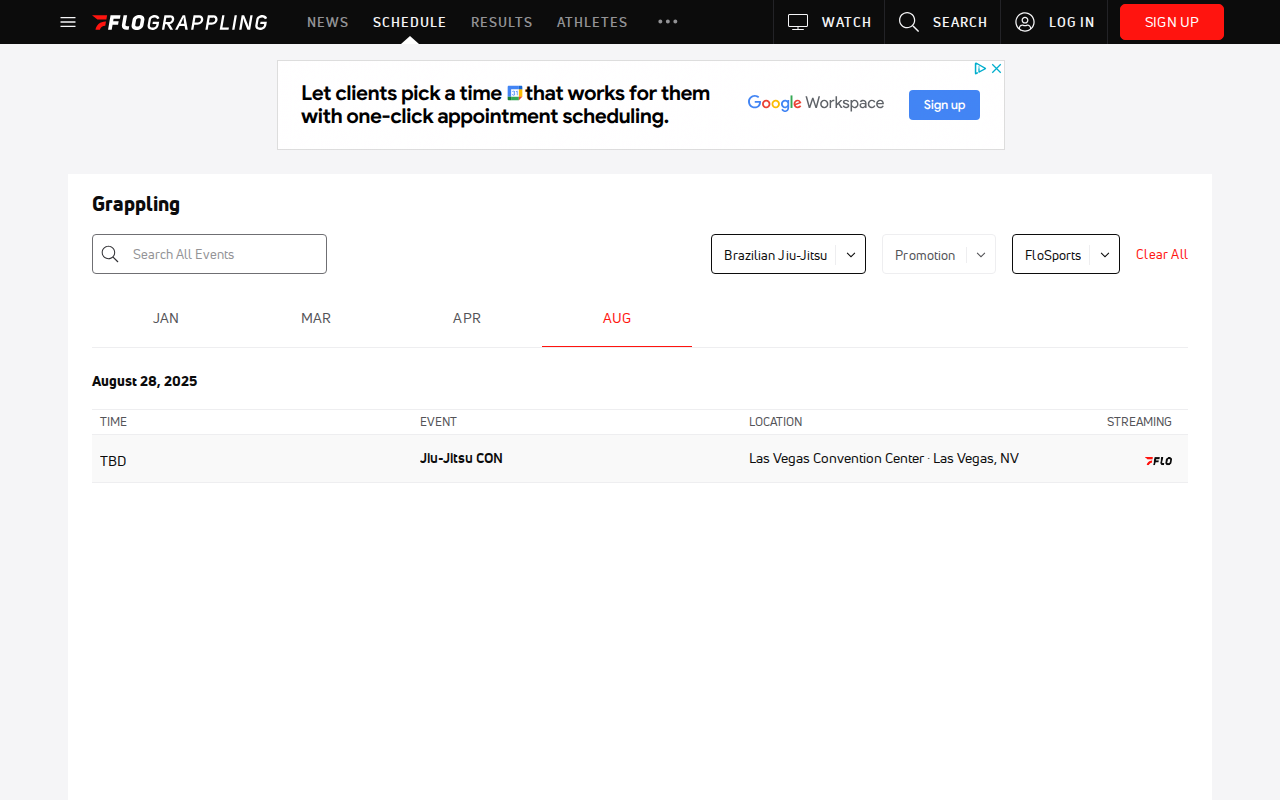 FLOGRAPPLING
NEWS
SCHEDULE
RESULTS
ATHLETES
WATCH
SEARCH
LOG IN
SIGN UP
Let clients pick a time 31 that works for them
with one-click appointment scheduling.
Google Workspace
Sign up
Grappling
Search All Events
Brazilian Jiu-Jitsu
Promotion
FloSports
Clear All
JAN
MAR
APR
AUG
August 28, 2025
TIME
EVENT
LOCATION
STREAMING
TBD
Jiu-Jitsu CON
Las Vegas Convention Center · Las Vegas, NV
FLO